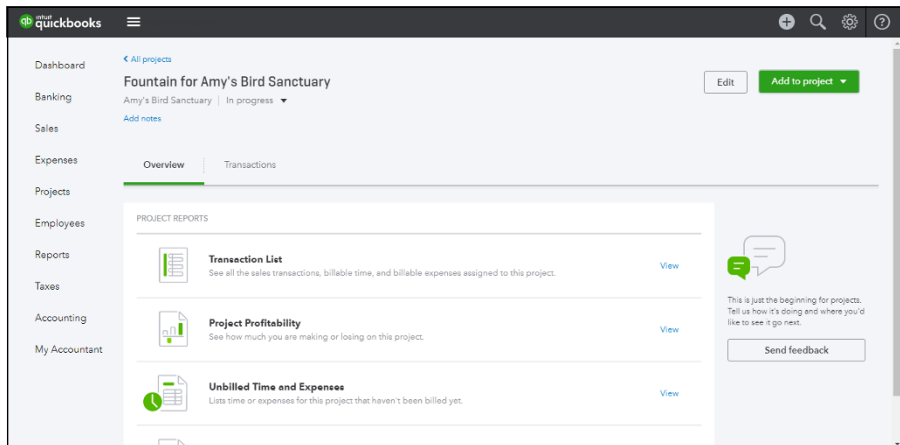 qb intuit quickbooks
Dashboard
Banking
Sales
Expenses
Projects
Employees
Reports
Taxes
Accounting
My Accountant
All projects
Fountain for Amy's Bird Sanctuary
Amy's Bird Sanctuary | In progress
Add notes
Edit
Add to project
Overview
Transactions
PROJECT REPORTS
Transaction List
See all the sales transactions, billable time, and billable expenses assigned to this project.
View
Project Profitability
See how much you are making or losing on this project.
View
Unbilled Time and Expenses
Lists time or expenses for this project that haven't been billed yet.
View
This is just the beginning for projects.
Tell us how it's doing and where you'd
like to see it go next.
Send feedback